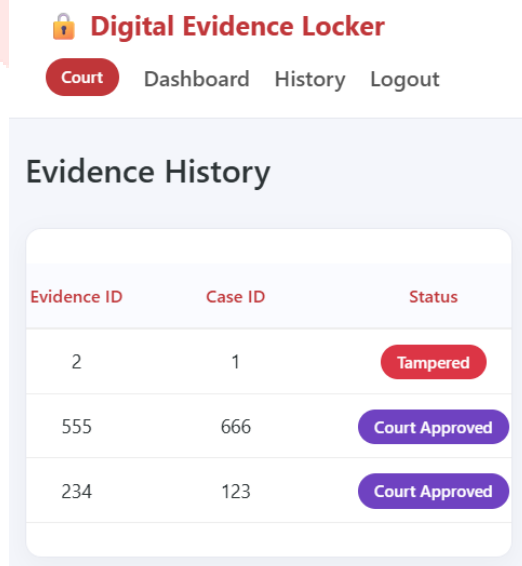 Digital Evidence Locker
Court Dashboard History Logout
Evidence History
Evidence ID Case ID Status
2 1 Tampered
555 666 Court Approved
234 123 Court Approved